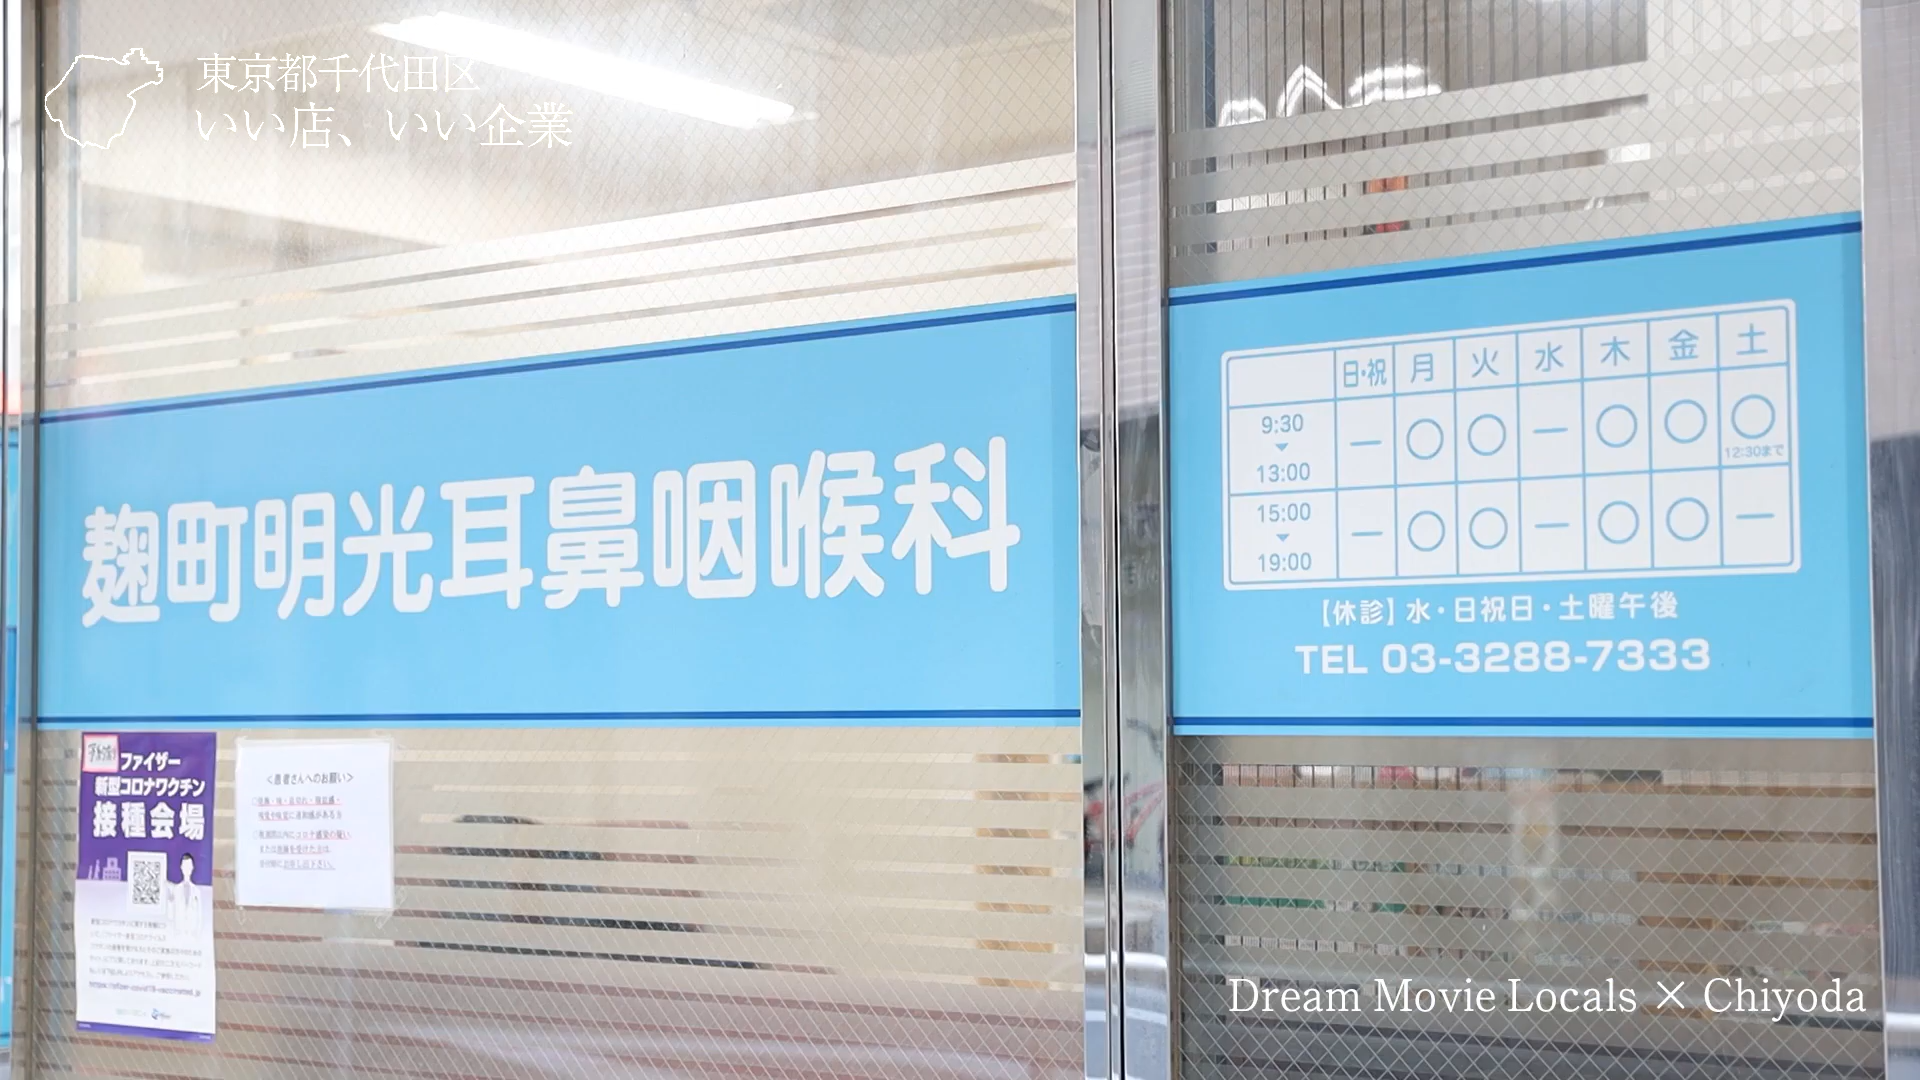 東京都千代田区
いい店、いい企業
麹町明光耳鼻咽喉科
日・祝 月 火 水 木 金 土
9:30 ▼ 13:00 ー ○ ○ ー ○ ○ ○ 12:30まで
15:00 ▼ 19:00 ー ○ ○ ー ○ ○ ー
【休診】水・日祝日・土曜午後
TEL 03-3288-7333
ファイザー
新型コロナワクチン
接種会場
<患者さんへのお願い>
Dream Movie Locals × Chiyoda